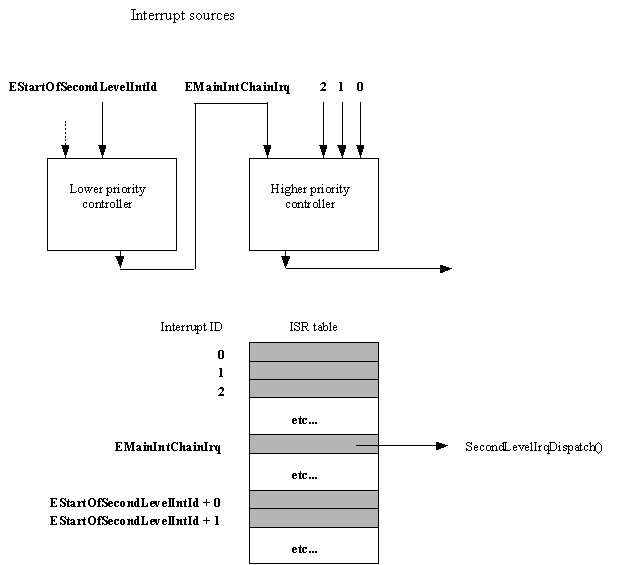 Interrupt sources
EStartOfSecondLevelIntId EMainIntChainIrq 2 1 0
Lower priority
controller
Higher priority
controller
Interrupt ID ISR table
0
1
2
etc...
EMainIntChainIrq SecondLevelIrqDispatch()
etc...
EStartOfSecondLevelIntId + 0
EStartOfSecondLevelIntId + 1
etc...